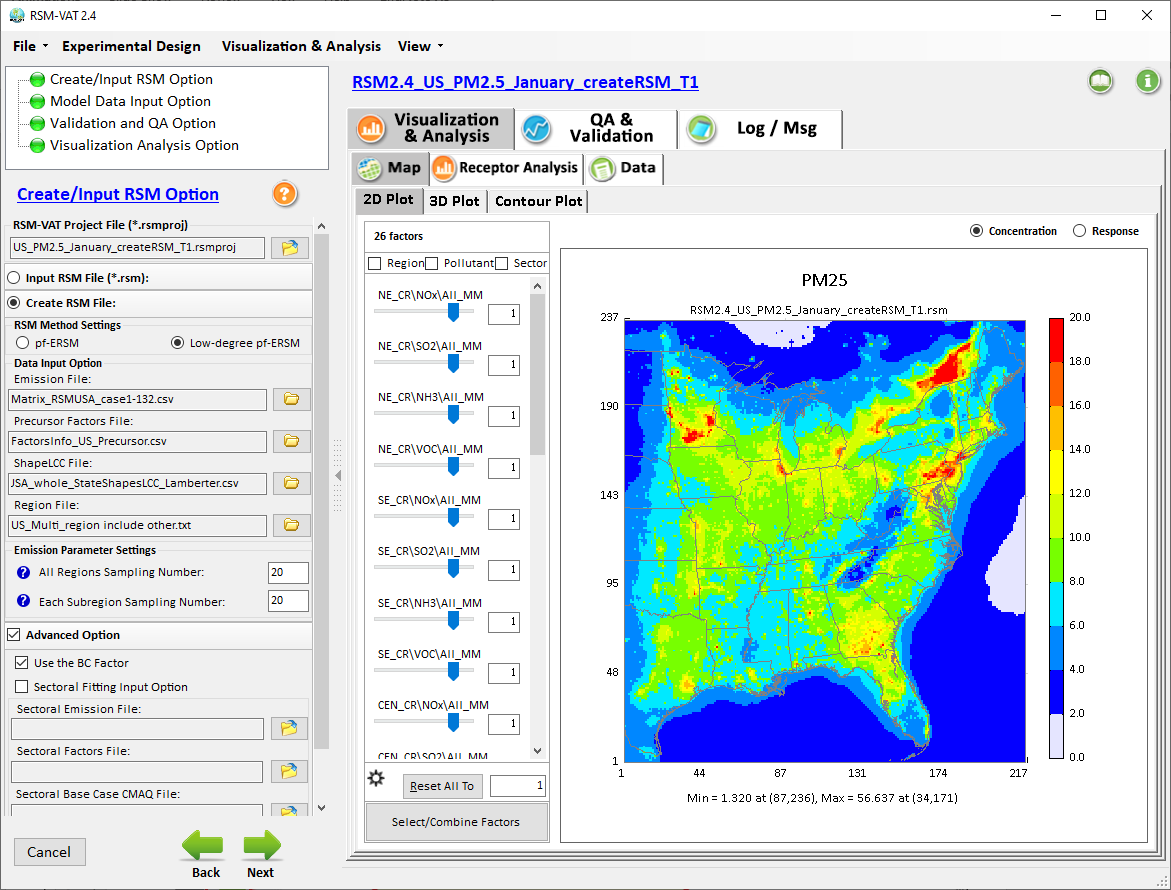 RSM-VAT 2.4
File Experimental Design Visualization & Analysis View
Create/Input RSM Option
Model Data Input Option
Validation and QA Option
Visualization Analysis Option
Create/Input RSM Option
?
RSM-VAT Project File (*.rsmproj)
US_PM2.5_January_createRSM_T1.rsmproj
Input RSM File (*.rsm):
Create RSM File:
RSM Method Settings
pf-ERSM Low-degree pf-ERSM
Data Input Option
Emission File:
Matrix_RSMUSA_case1-132.csv
Precursor Factors File:
FactorsInfo_US_Precursor.csv
ShapeLCC File:
JSA_whole_StateShapesLCC_Lamberter.csv
Region File:
US_Multi_region include other.txt
Emission Parameter Settings
? All Regions Sampling Number: 20
? Each Subregion Sampling Number: 20
Advanced Option
Use the BC Factor
Sectoral Fitting Input Option
Sectoral Emission File:
Sectoral Factors File:
Sectoral Base Case CMAQ File:
Cancel
Back
Next
RSM2.4_US_PM2.5_January_createRSM_T1
i
Visualization
& Analysis
QA &
Validation
Log / Msg
Map Receptor Analysis Data
2D Plot 3D Plot Contour Plot
26 factors
Region Pollutant Sector
NE_CR\NOx\All_MM
1
NE_CR\SO2\All_MM
1
NE_CR\NH3\All_MM
1
NE_CR\VOC\All_MM
1
SE_CR\NOx\All_MM
1
SE_CR\SO2\All_MM
1
SE_CR\NH3\All_MM
1
SE_CR\VOC\All_MM
1
CEN_CR\NOx\All_MM
1
CEN_CR\SO2\All_MM
Reset All To 1
Select/Combine Factors
Concentration Response
PM25
RSM2.4_US_PM2.5_January_createRSM_T1.rsm
237
190
143
95
48
1
1 44 87 131 174 217
20.0
18.0
16.0
14.0
12.0
10.0
8.0
6.0
4.0
2.0
0.0
Min = 1.320 at (87,236), Max = 56.637 at (34,171)